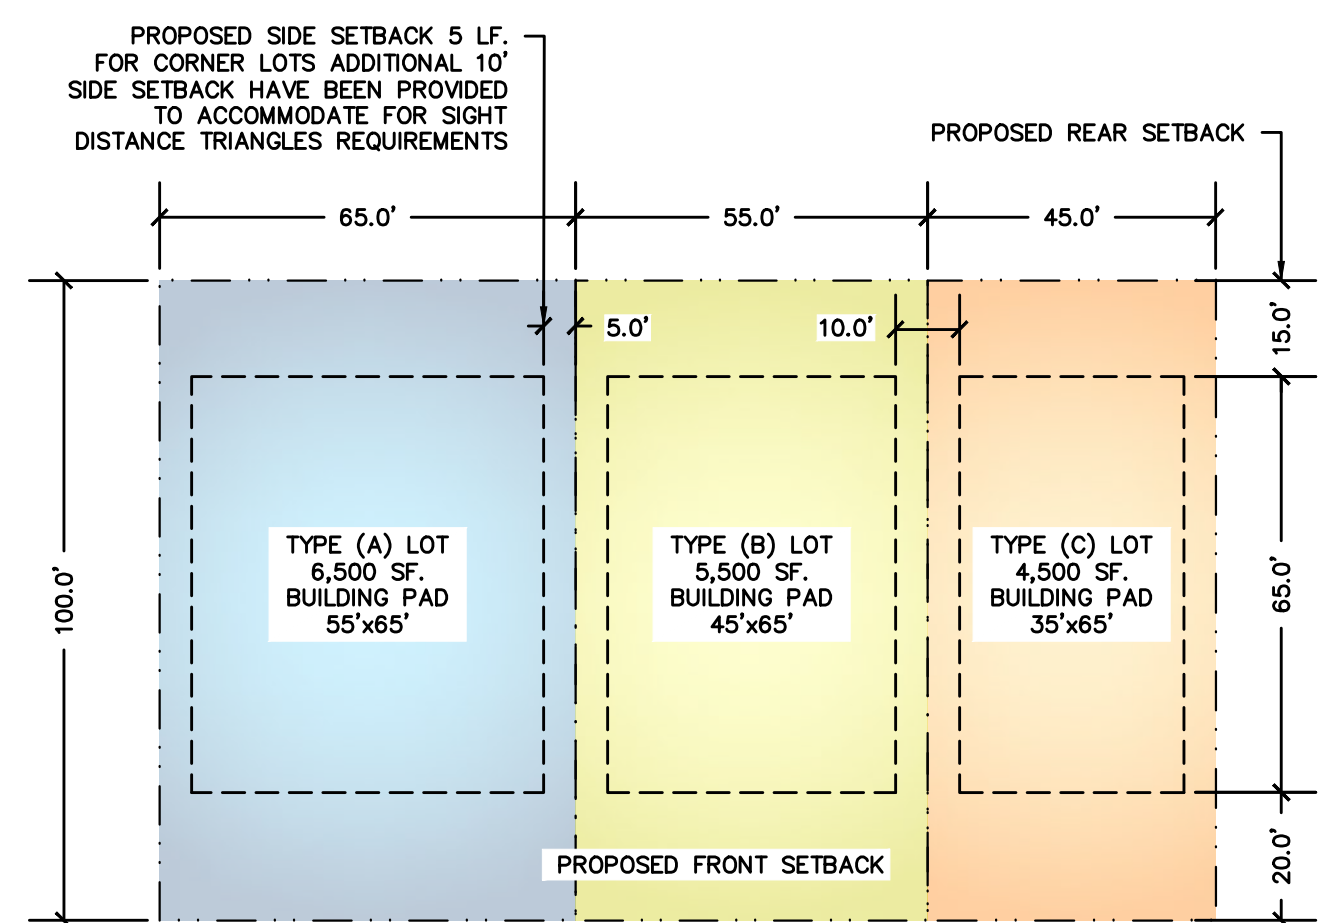 PROPOSED SIDE SETBACK 5 LF.
FOR CORNER LOTS ADDITIONAL 10'
SIDE SETBACK HAVE BEEN PROVIDED
TO ACCOMMODATE FOR SIGHT
DISTANCE TRIANGLES REQUIREMENTS
PROPOSED REAR SETBACK
65.0'
55.0'
45.0'
5.0'
10.0'
15.0'
100.0'
TYPE (A) LOT
6,500 SF.
BUILDING PAD
55'x65'
TYPE (B) LOT
5,500 SF.
BUILDING PAD
45'x65'
TYPE (C) LOT
4,500 SF.
BUILDING PAD
35'x65'
65.0'
PROPOSED FRONT SETBACK
20.0'